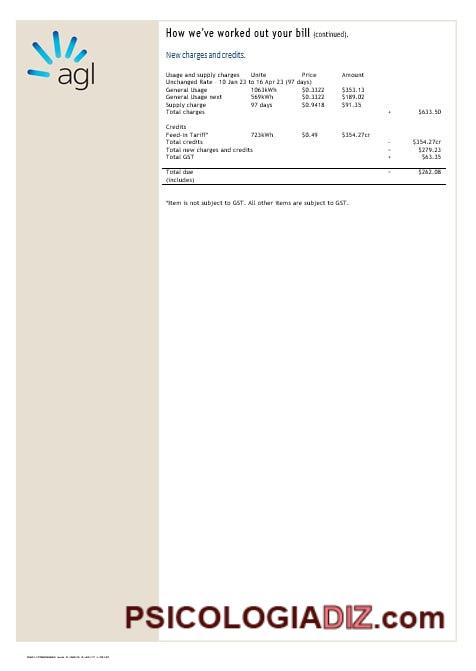 How we've worked out your bill (continued).
agl
New charges and credits.
Usage and supply charges Units Price Amount
Unchanged Rate - 10 Jan 23 to 16 Apr 23 (97 days)
General Usage 1063kWh $0.3322 $353.13
General Usage next 569kWh $0.3322 $189.02
Supply charge 97 days $0.9418 $91.35
Total charges + $633.50
Credits
Feed-in Tariff* 723kWh $0.49 $354.27cr
Total credits - $354.27cr
Total new charges and credits = $279.23
Total GST + $63.35
Total due = $262.08
(includes)
*Item is not subject to GST. All other items are subject to GST.
PSICOLOGIADIZ.com